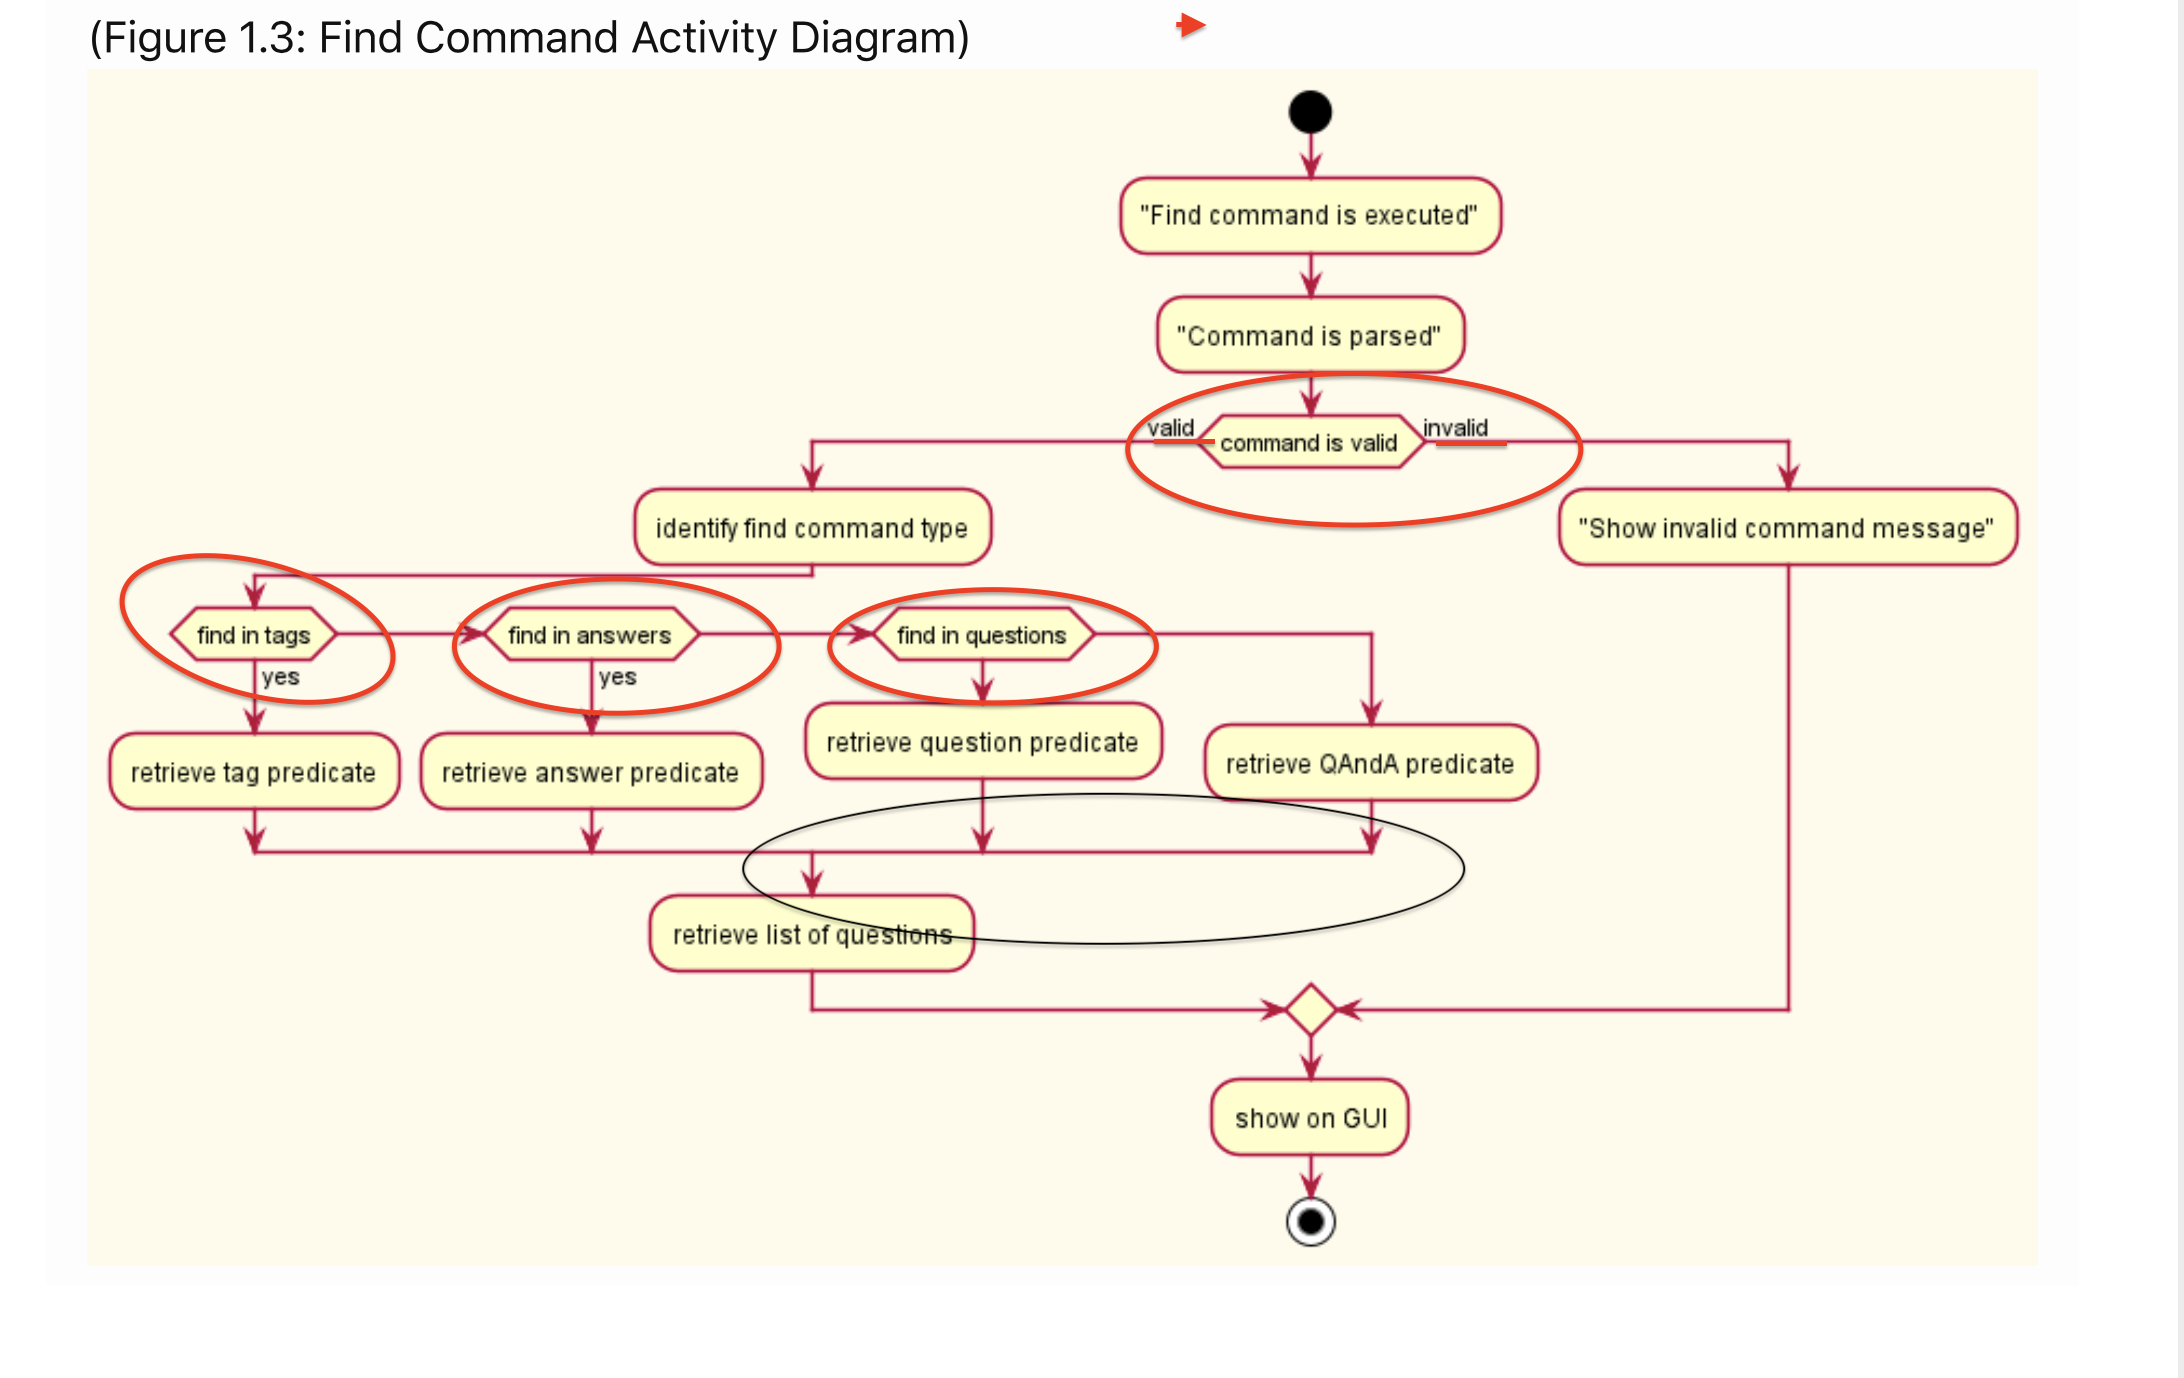 (Figure 1.3: Find Command Activity Diagram)
"Find command is executed"
"Command is parsed"
valid
command is valid
invalid
identify find command type
"Show invalid command message"
find in tags
find in answers
find in questions
yes
yes
retrieve tag predicate
retrieve answer predicate
retrieve question predicate
retrieve QAndA predicate
retrieve list of questions
show on GUI